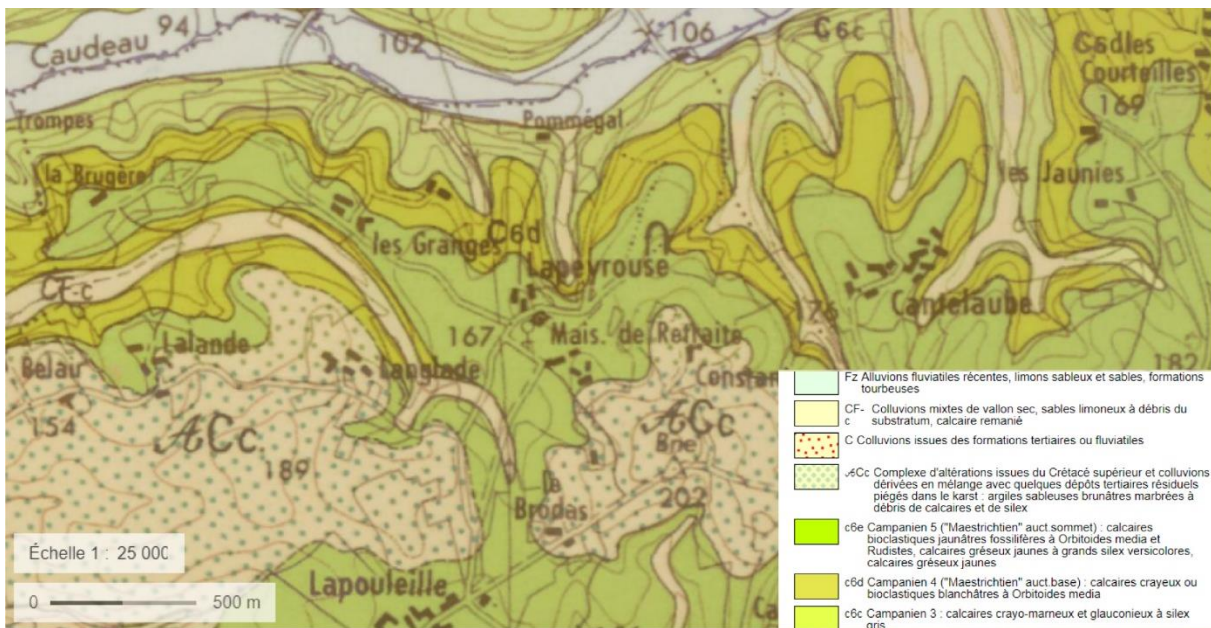 94
102
106
C6c
C6dles
Caudeau
Courteilles
169
Trompes
Pommégal
la Brugère
les Jaunies
les Granges
C6d
Lapeyrouse
CF-c
Cantelaube
176
167
Mais. de Retraite
Lalande
182
Belau
Langlade
Constan
154
ACc
ACc
Bne
189
202
la
Brodas
Lapouleille
Ca
Échelle 1 : 25 000
0 500 m
Fz Alluvions fluviatiles récentes, limons sableux et sables, formations
tourbeuses
CF- Colluvions mixtes de vallon sec, sables limoneux à débris du
c substratum, calcaire remanié
C Colluvions issues des formations tertiaires ou fluviatiles
ACc Complexe d'altérations issues du Crétacé supérieur et colluvions
dérivées en mélange avec quelques dépôts tertiaires résiduels
piégés dans le karst : argiles sableuses brunâtres marbrées à
débris de calcaires et de silex
c6e Campanien 5 ("Maestrichtien" auct.sommet) : calcaires
bioclastiques jaunâtres fossilifères à Orbitoides media et
Rudistes, calcaires gréseux jaunes à grands silex versicolores,
calcaires gréseux jaunes
c6d Campanien 4 ("Maestrichtien" auct.base) : calcaires crayeux ou
bioclastiques blanchâtres à Orbitoides media
c6c Campanien 3 : calcaires crayo-marneux et glauconieux à silex
gris